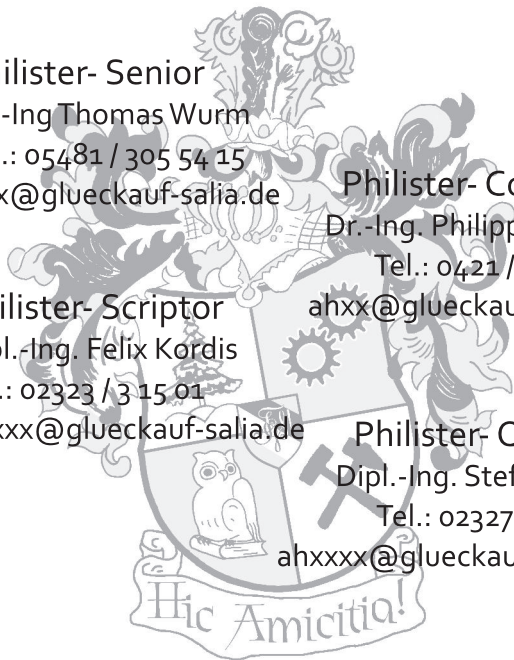 ilister- Senior
-Ing Thomas Wurm
.: 05481 / 305 54 15
x@glueckauf-salia.de
Philister- Co
Dr.-Ing. Philipp
Tel.: 0421 /
ahxx@glueckau
ilister- Scriptor
l.-Ing. Felix Kordis
.: 02323 / 3 15 01
xxx@glueckauf-salia.de
Philister- 
Dipl.-Ing. Stef
Tel.: 02327
ahxxxx@glueckau
Hic Amicitia!